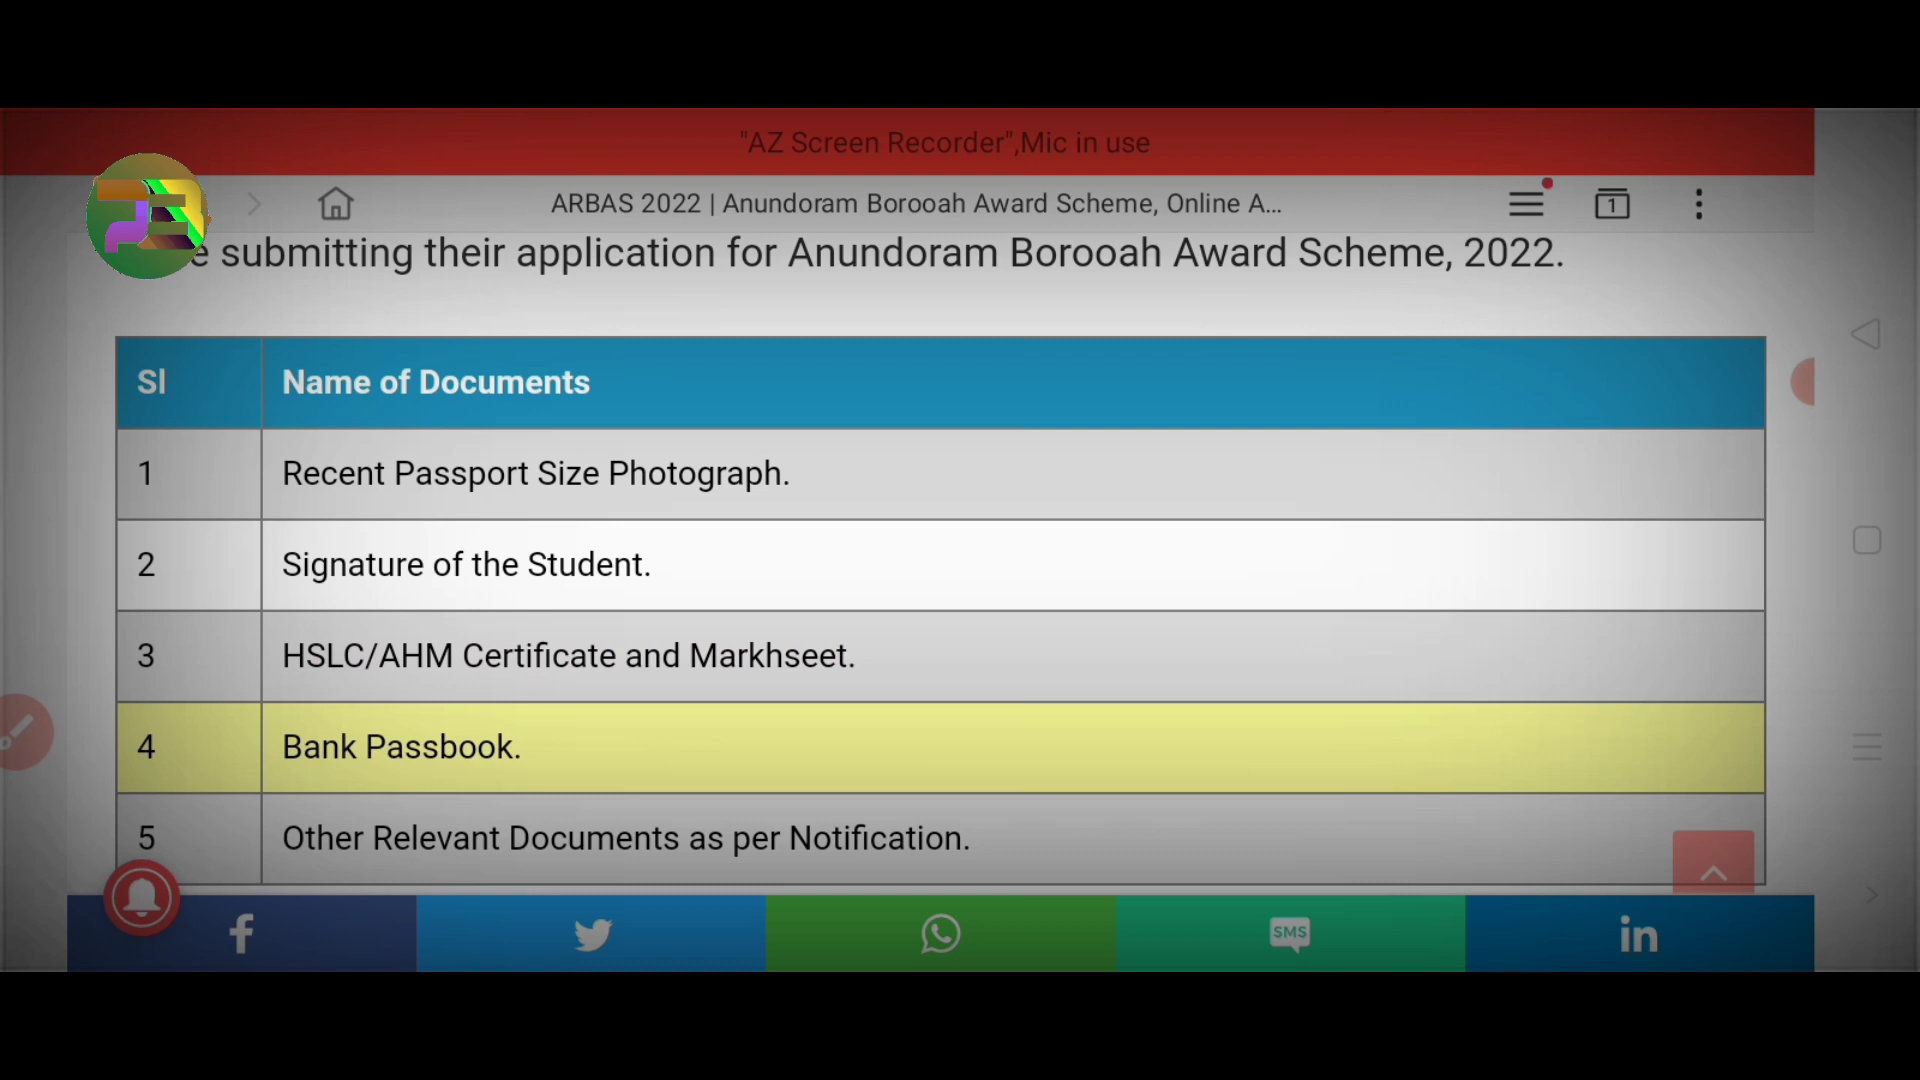 "AZ Screen Recorder",Mic in use
ARBAS 2022 | Anundoram Borooah Award Scheme, Online A...
1
e submitting their application for Anundoram Borooah Award Scheme, 2022.
Sl Name of Documents
1 Recent Passport Size Photograph.
2 Signature of the Student.
3 HSLC/AHM Certificate and Markhseet.
4 Bank Passbook.
5 Other Relevant Documents as per Notification.
SMS